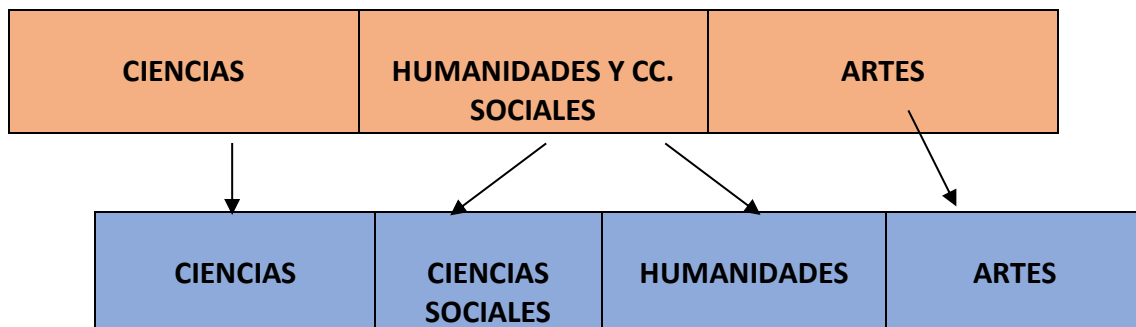 CIENCIAS
HUMANIDADES Y CC.
SOCIALES
ARTES
CIENCIAS
CIENCIAS
SOCIALES
HUMANIDADES
ARTES